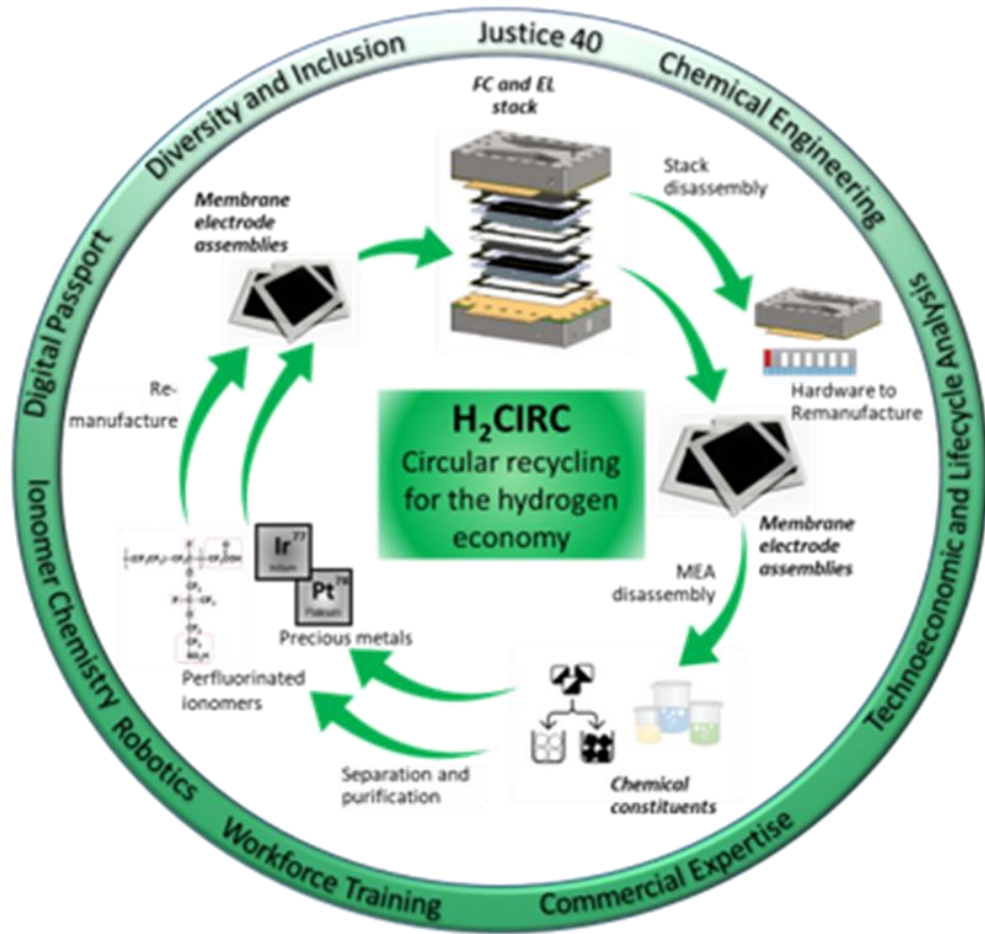 Justice 40
Chemical Engineering
Technoeconomic and Lifecycle Analysis
Commercial Expertise
Workforce Training
Robotics
Ionomer Chemistry
Digital Passport
Diversity and Inclusion
FC and EL
stack
Stack
disassembly
Hardware to
Remanufacture
Membrane
electrode
assemblies
MEA
disassembly
Chemical
constituents
Separation and
purification
Precious metals
Ir 77
Iridium
Pt 78
Platinum
Perfluorinated
ionomers
Re-
manufacture
Membrane
electrode
assemblies
H₂CIRC
Circular recycling
for the hydrogen
economy